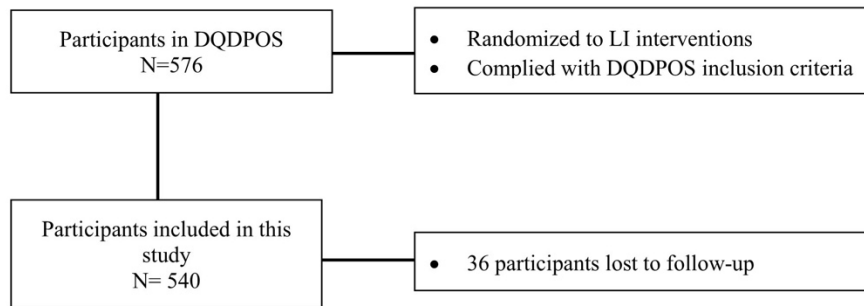 Participants in DQDPOS
N=576
• Randomized to LI interventions
• Complied with DQDPOS inclusion criteria
Participants included in this
study
N= 540
• 36 participants lost to follow-up